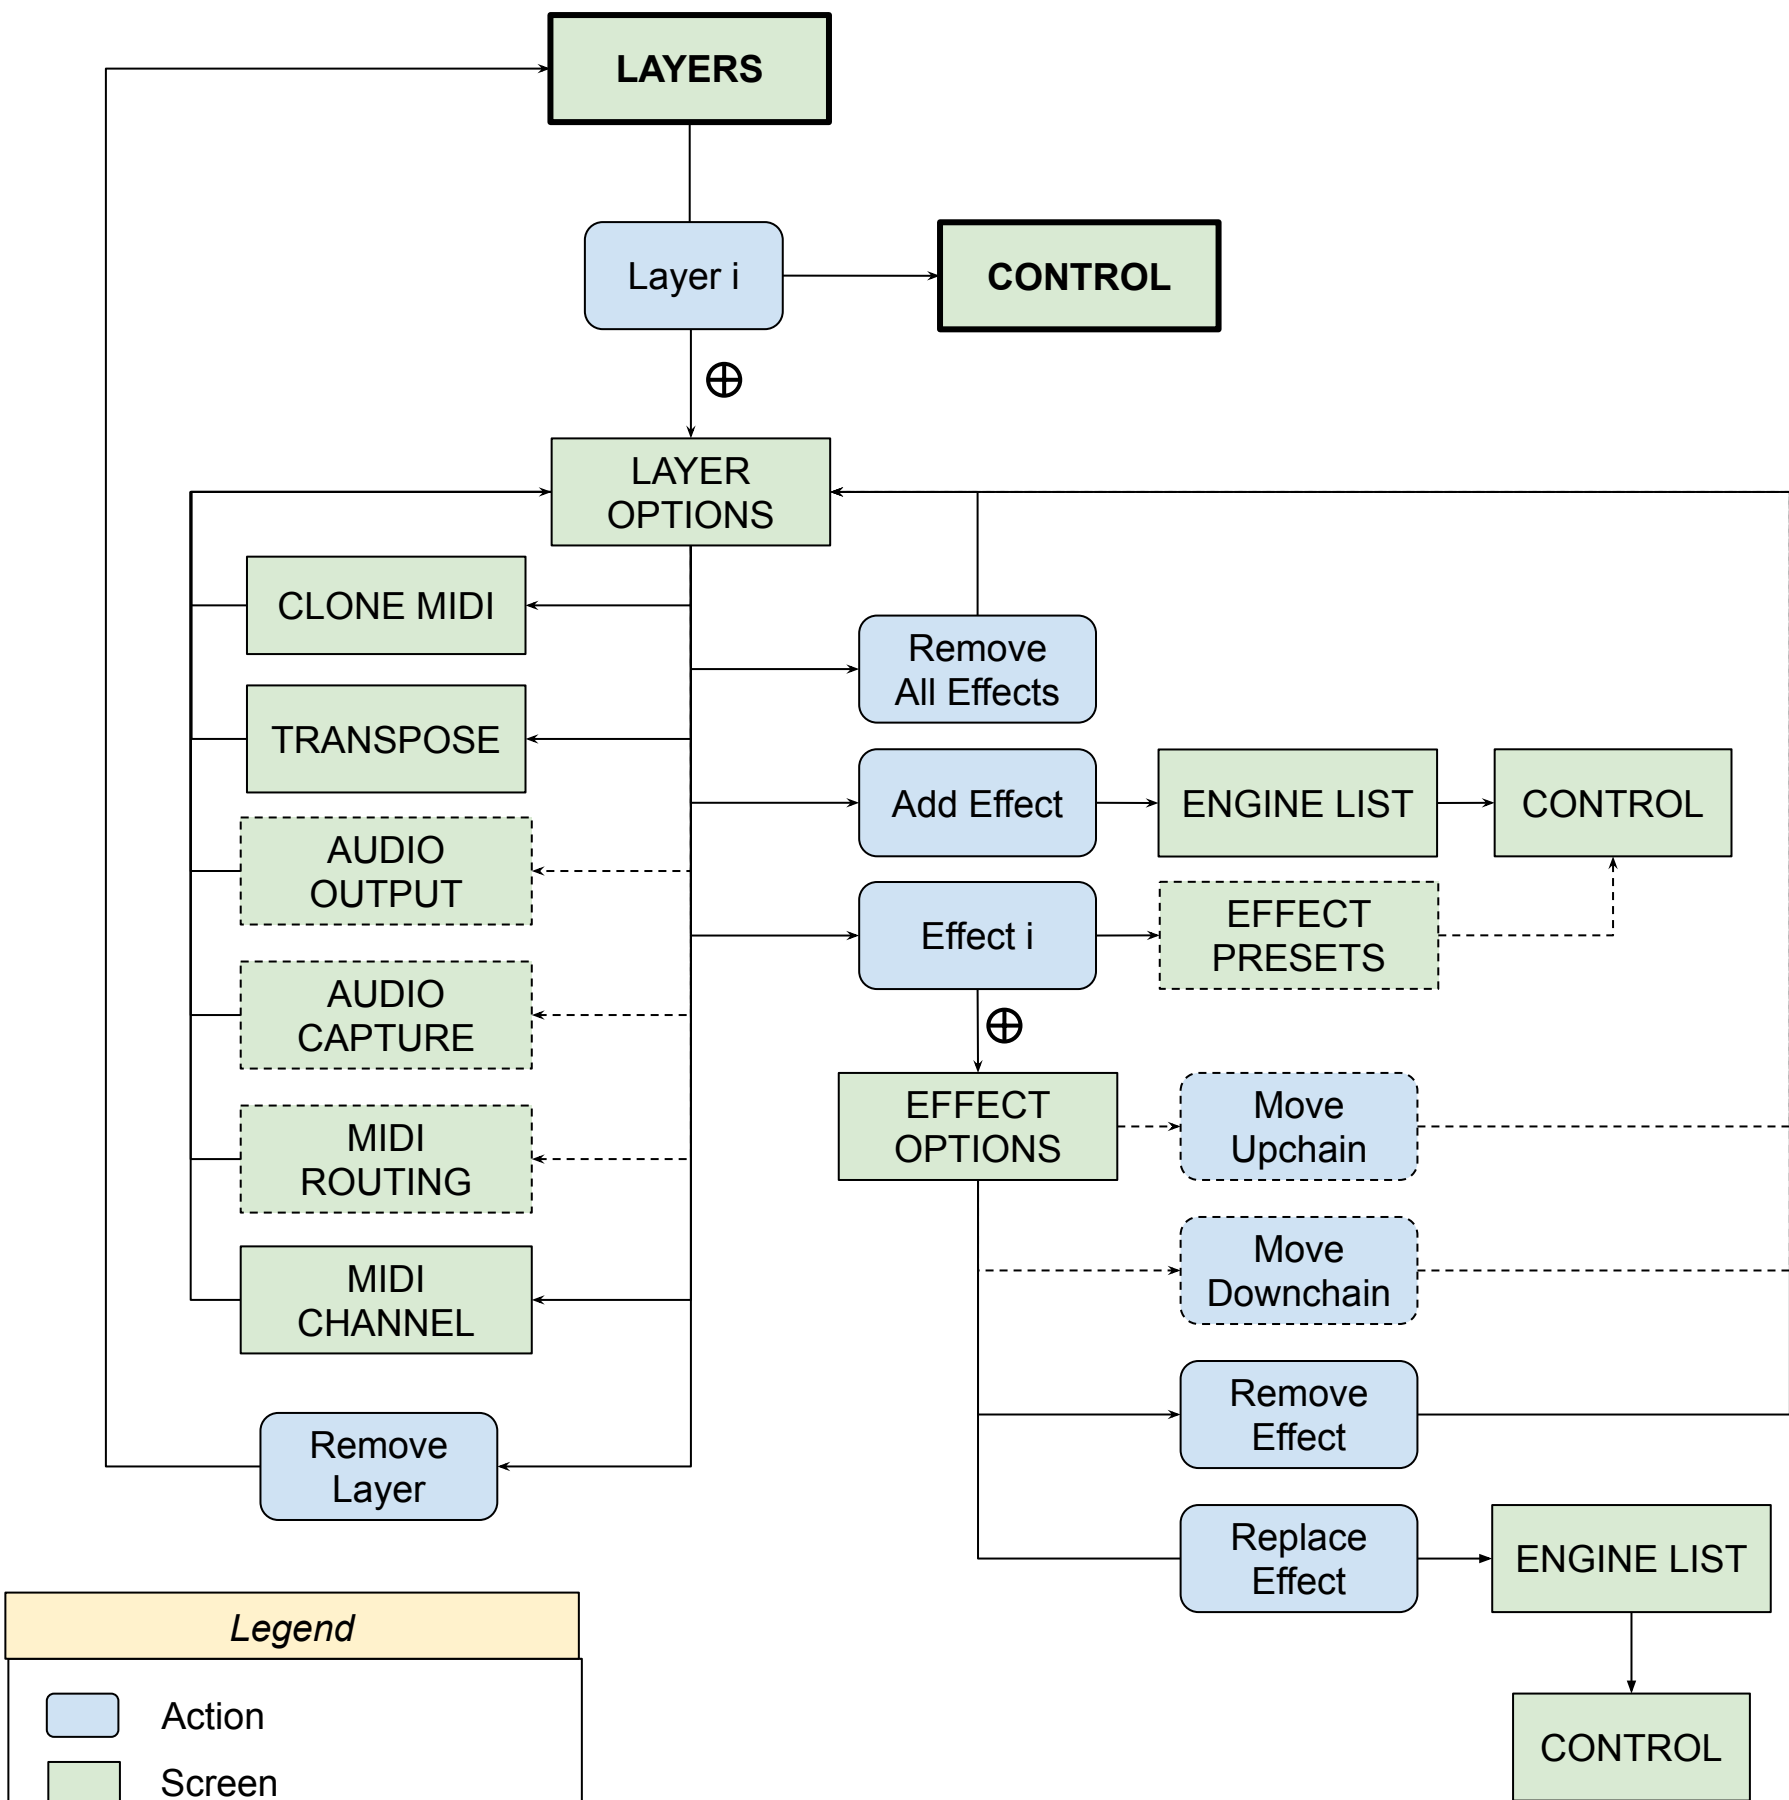 LAYERS
Layer i
CONTROL
LAYER
OPTIONS
CLONE MIDI
Remove
All Effects
TRANSPOSE
Add Effect
ENGINE LIST
CONTROL
AUDIO
OUTPUT
Effect i
EFFECT
PRESETS
AUDIO
CAPTURE
EFFECT
OPTIONS
Move
Upchain
MIDI
ROUTING
Move
Downchain
MIDI
CHANNEL
Remove
Effect
Remove
Layer
Replace
Effect
ENGINE LIST
CONTROL
Legend
Action
Screen